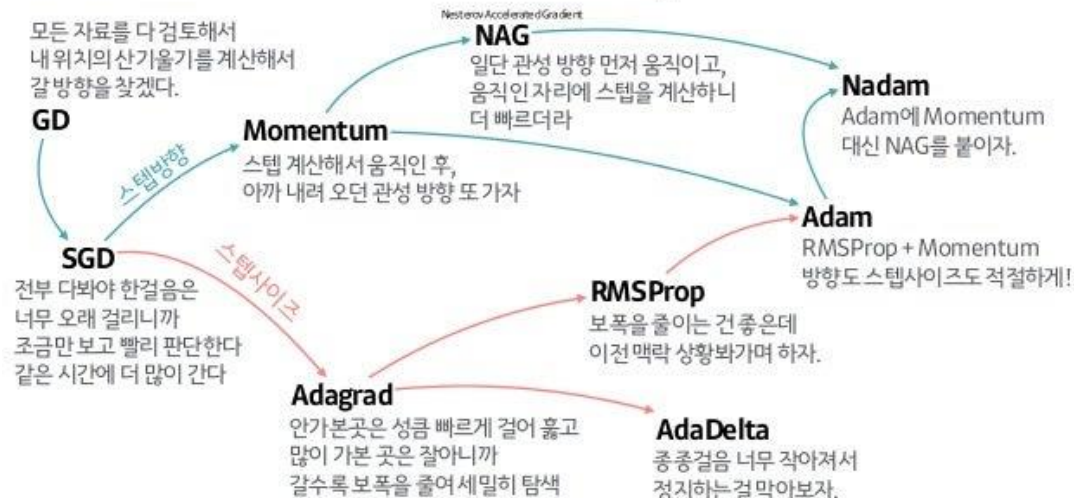 모든 자료를 다 검토해서
내 위치의 산기울기를 계산해서
갈 방향을 찾겠다.
GD
스텝방향
Nesterov Accelerated Gradient
NAG
일단 관성 방향 먼저 움직이고,
움직인 자리에 스텝을 계산하니
더 빠르더라
Nadam
Adam에 Momentum
대신 NAG를 붙이자.
Momentum
스텝 계산해서 움직인 후,
아까 내려 오던 관성 방향 또 가자
Adam
RMSProp + Momentum
방향도 스텝사이즈도 적절하게!
SGD
전부 다봐야 한걸음은
너무 오래 걸리니까
조금만 보고 빨리 판단한다
같은 시간에 더 많이 간다
스텝사이즈
RMSProp
보폭을 줄이는 건 좋은데
이전 맥락 상황봐가며 하자.
Adagrad
안가본곳은 성큼 빠르게 걸어 훑고
많이 가본 곳은 잘아니까
갈수록 보폭을 줄여 세밀히 탐색
AdaDelta
종종걸음 너무 작아져서
정지하는걸 막아보자.